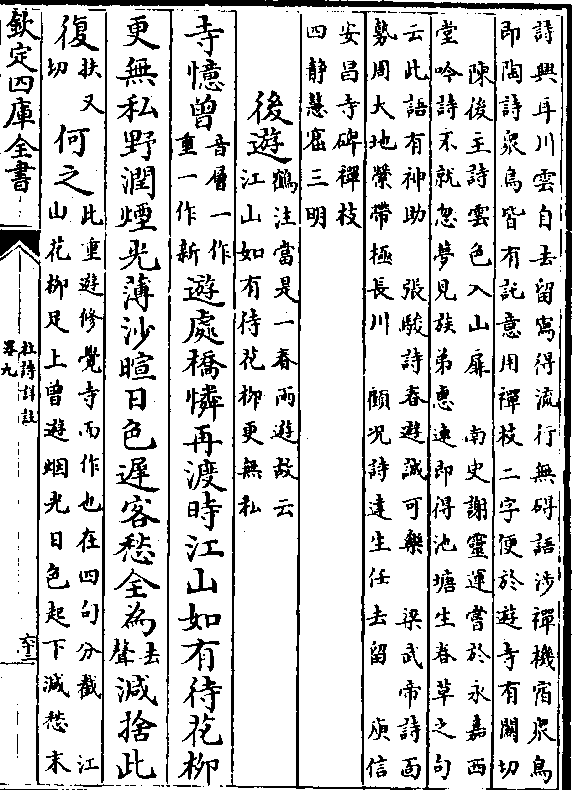 詩興耳川雲自去留寫得流行無碍語涉禪機宿衆鳥
即陶詩衆鳥皆有託意用禪枝二字便於遊寺有關切
陳後主詩雲色入山扉　南史謝靈運嘗於永嘉西
堂吟詩不就忽夢見族弟惠連即得池塘生春草之句
云此語有神助　張駿詩春遊誠可樂　梁武帝詩面
勢周大地縈帶極長川　顧况詩達生任去留　庾信
安昌寺碑禪枝
四静慧窟三明
後遊
鶴注當是一春兩遊故云
江山如有待花柳更無私
寺憶曾
音層一作
重一作新
遊處橋憐再渡時江山如有待花柳
更無私野潤煙光薄沙暄日色遲客愁全為
去
聲
減捨此
復
扶又
切
何之
此重遊修覺寺而作也在四句分截　江
山花柳足上曾遊烟光日色起下減愁末
欽定四庫全書
杜詩詳註
卷九
六十三